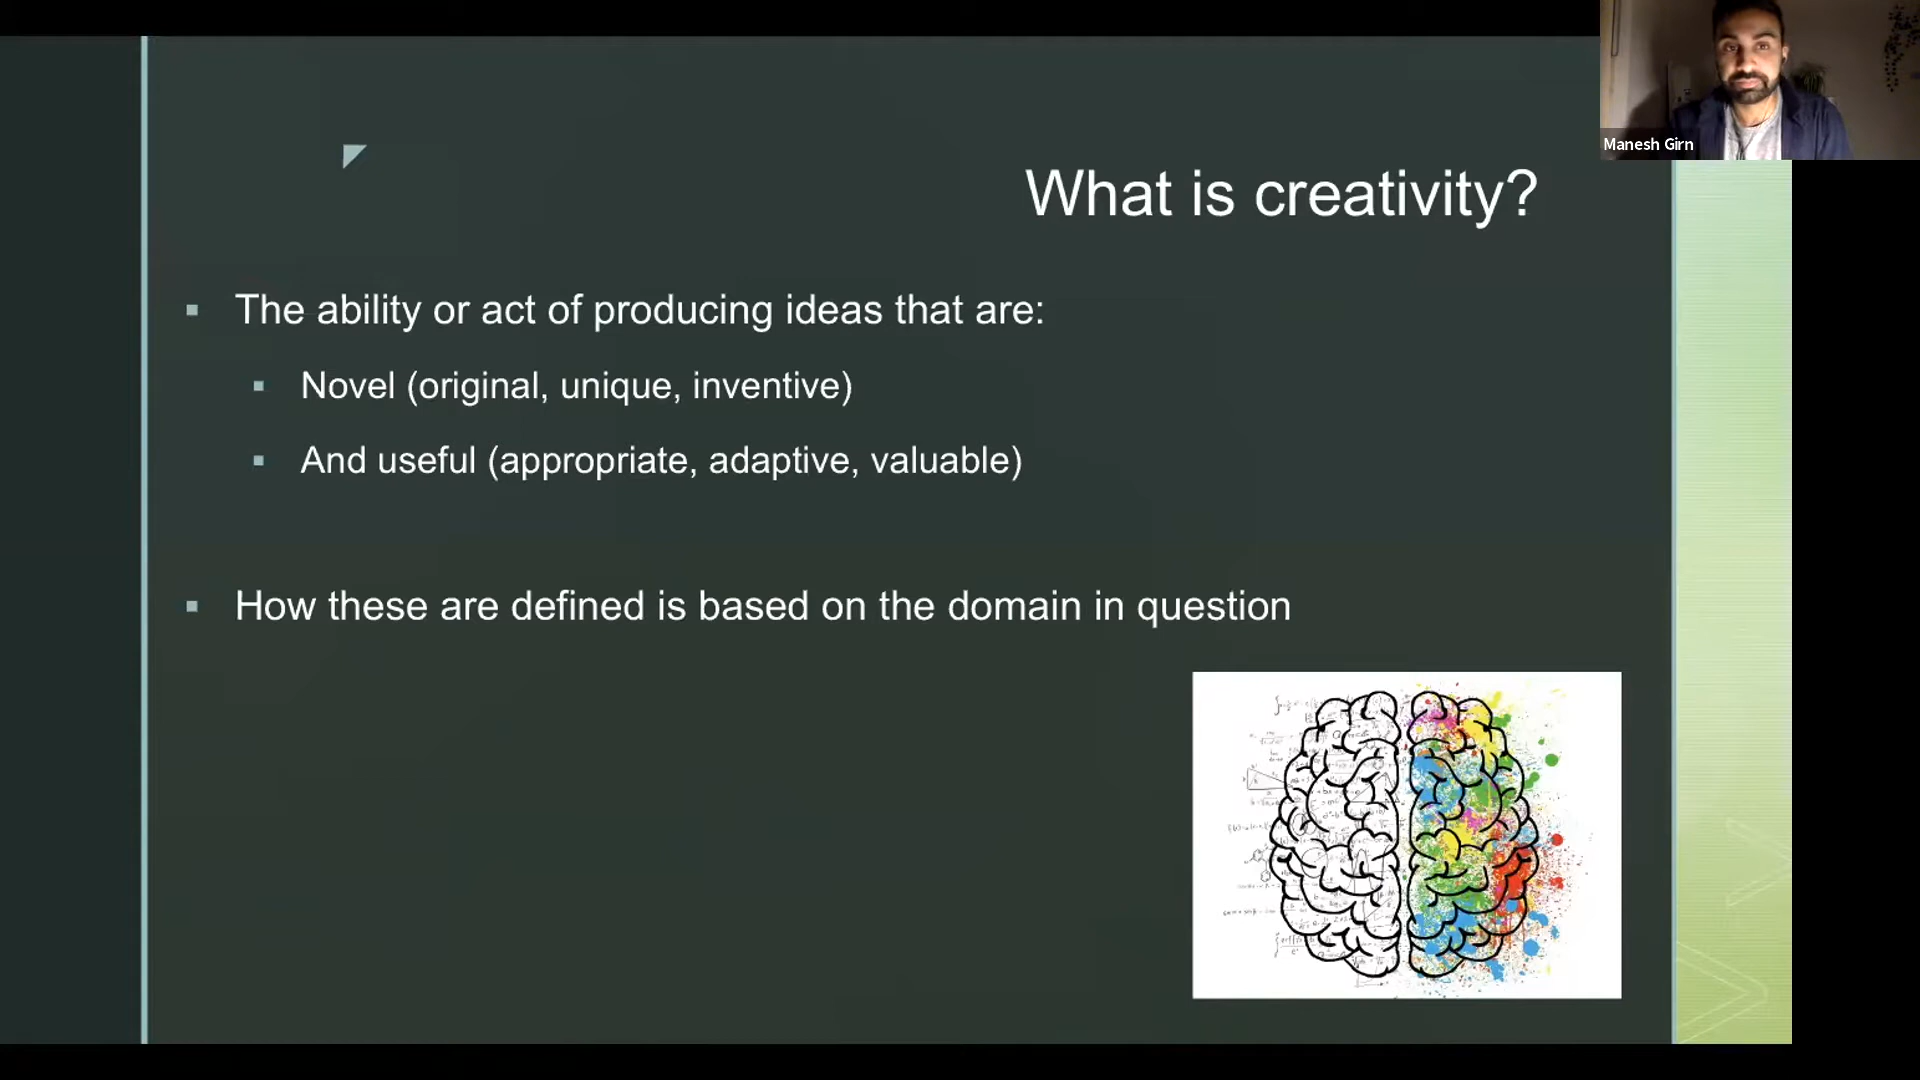 Manesh Girn
What is creativity?
The ability or act of producing ideas that are:
Novel (original, unique, inventive)
And useful (appropriate, adaptive, valuable)
How these are defined is based on the domain in question